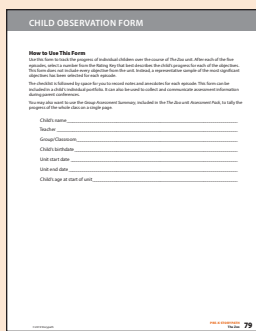 CHILD OBSERVATION FORM
How to Use This Form
Use this form to track the progress of individual children over the course of The Zoo unit. After each of the five
episodes, select a number from the Rating Key that best describes the child's progress for each of the objectives.
This form does not include every objective from the unit. Instead, a representative sample of the most significant
objectives has been selected for each episode.
The checklist is followed by space for you to record notes and anecdotes for each episode. This form can be
included in a child's individual portfolio. It can also be used to collect and communicate assessment information
during parent conferences.
You may also want to use the Group Assessment Summary, included in the The Zoo unit Assessment Pack, to tally the
progress of the whole class on a single page.
Child's name
Teacher
Group/Classroom
Child's birthdate
Unit start date
Unit end date
Child's age at start of unit
The Zoo 79